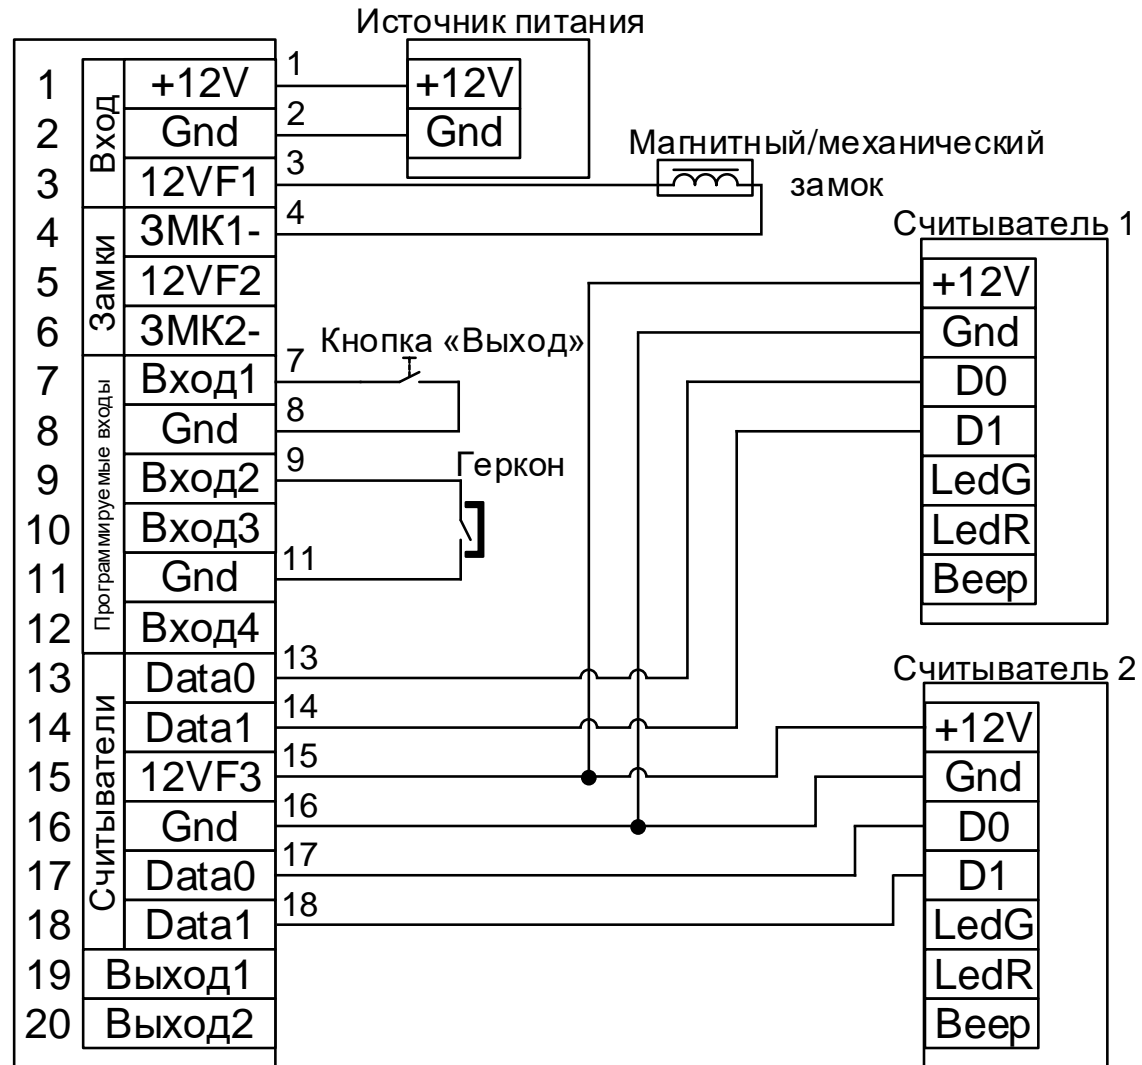 Источник питания
+12V
Gnd
Магнитный/механический
замок
Считыватель 1
+12V
Gnd
D0
D1
LedG
LedR
Beep
Считыватель 2
+12V
Gnd
D0
D1
LedG
LedR
Beep
Кнопка «Выход»
Геркон
Вход
Замки
Программируемые входы
Считыватели
1 +12V 1
2 Gnd 2
3 12VF1 3
4 ЗМК1- 4
5 12VF2
6 ЗМК2-
7 Вход1 7
8 Gnd 8
9 Вход2 9
10 Вход3
11 Gnd 11
12 Вход4
13 Data0 13
14 Data1 14
15 12VF3 15
16 Gnd 16
17 Data0 17
18 Data1 18
19 Выход1
20 Выход2